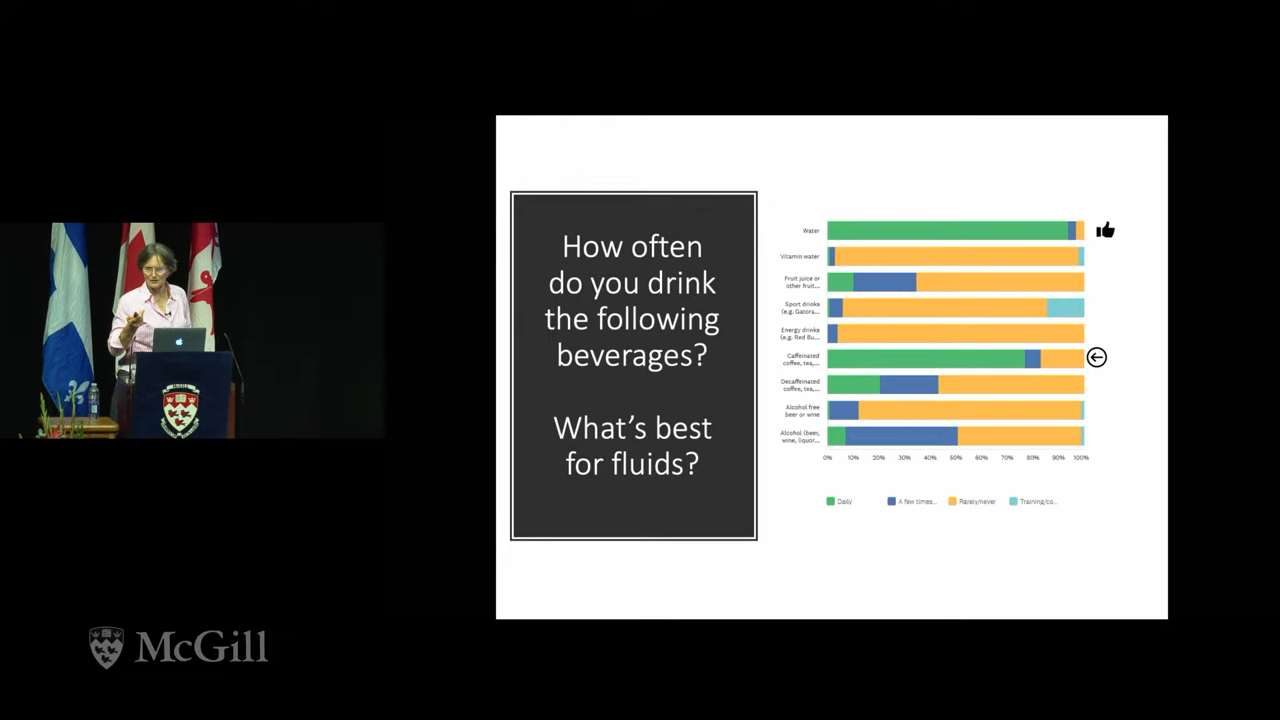 How often
do you drink
the following
beverages?
What's best
for fluids?
Water
Vitamin water
Fruit juice or
other fruit...
Sport drinks
(e.g. Gatora...
Energy drinks
(e.g. Red Bu...
Caffeinated
coffee, tea,...
Decaffeinated
coffee, tea,...
Alcohol free
beer or wine
Alcohol (beer,
wine, liquor...
0% 10% 20% 30% 40% 50% 60% 70% 80% 90% 100%
Daily A few times... Rarely/never Training/co...
McGill
McGill